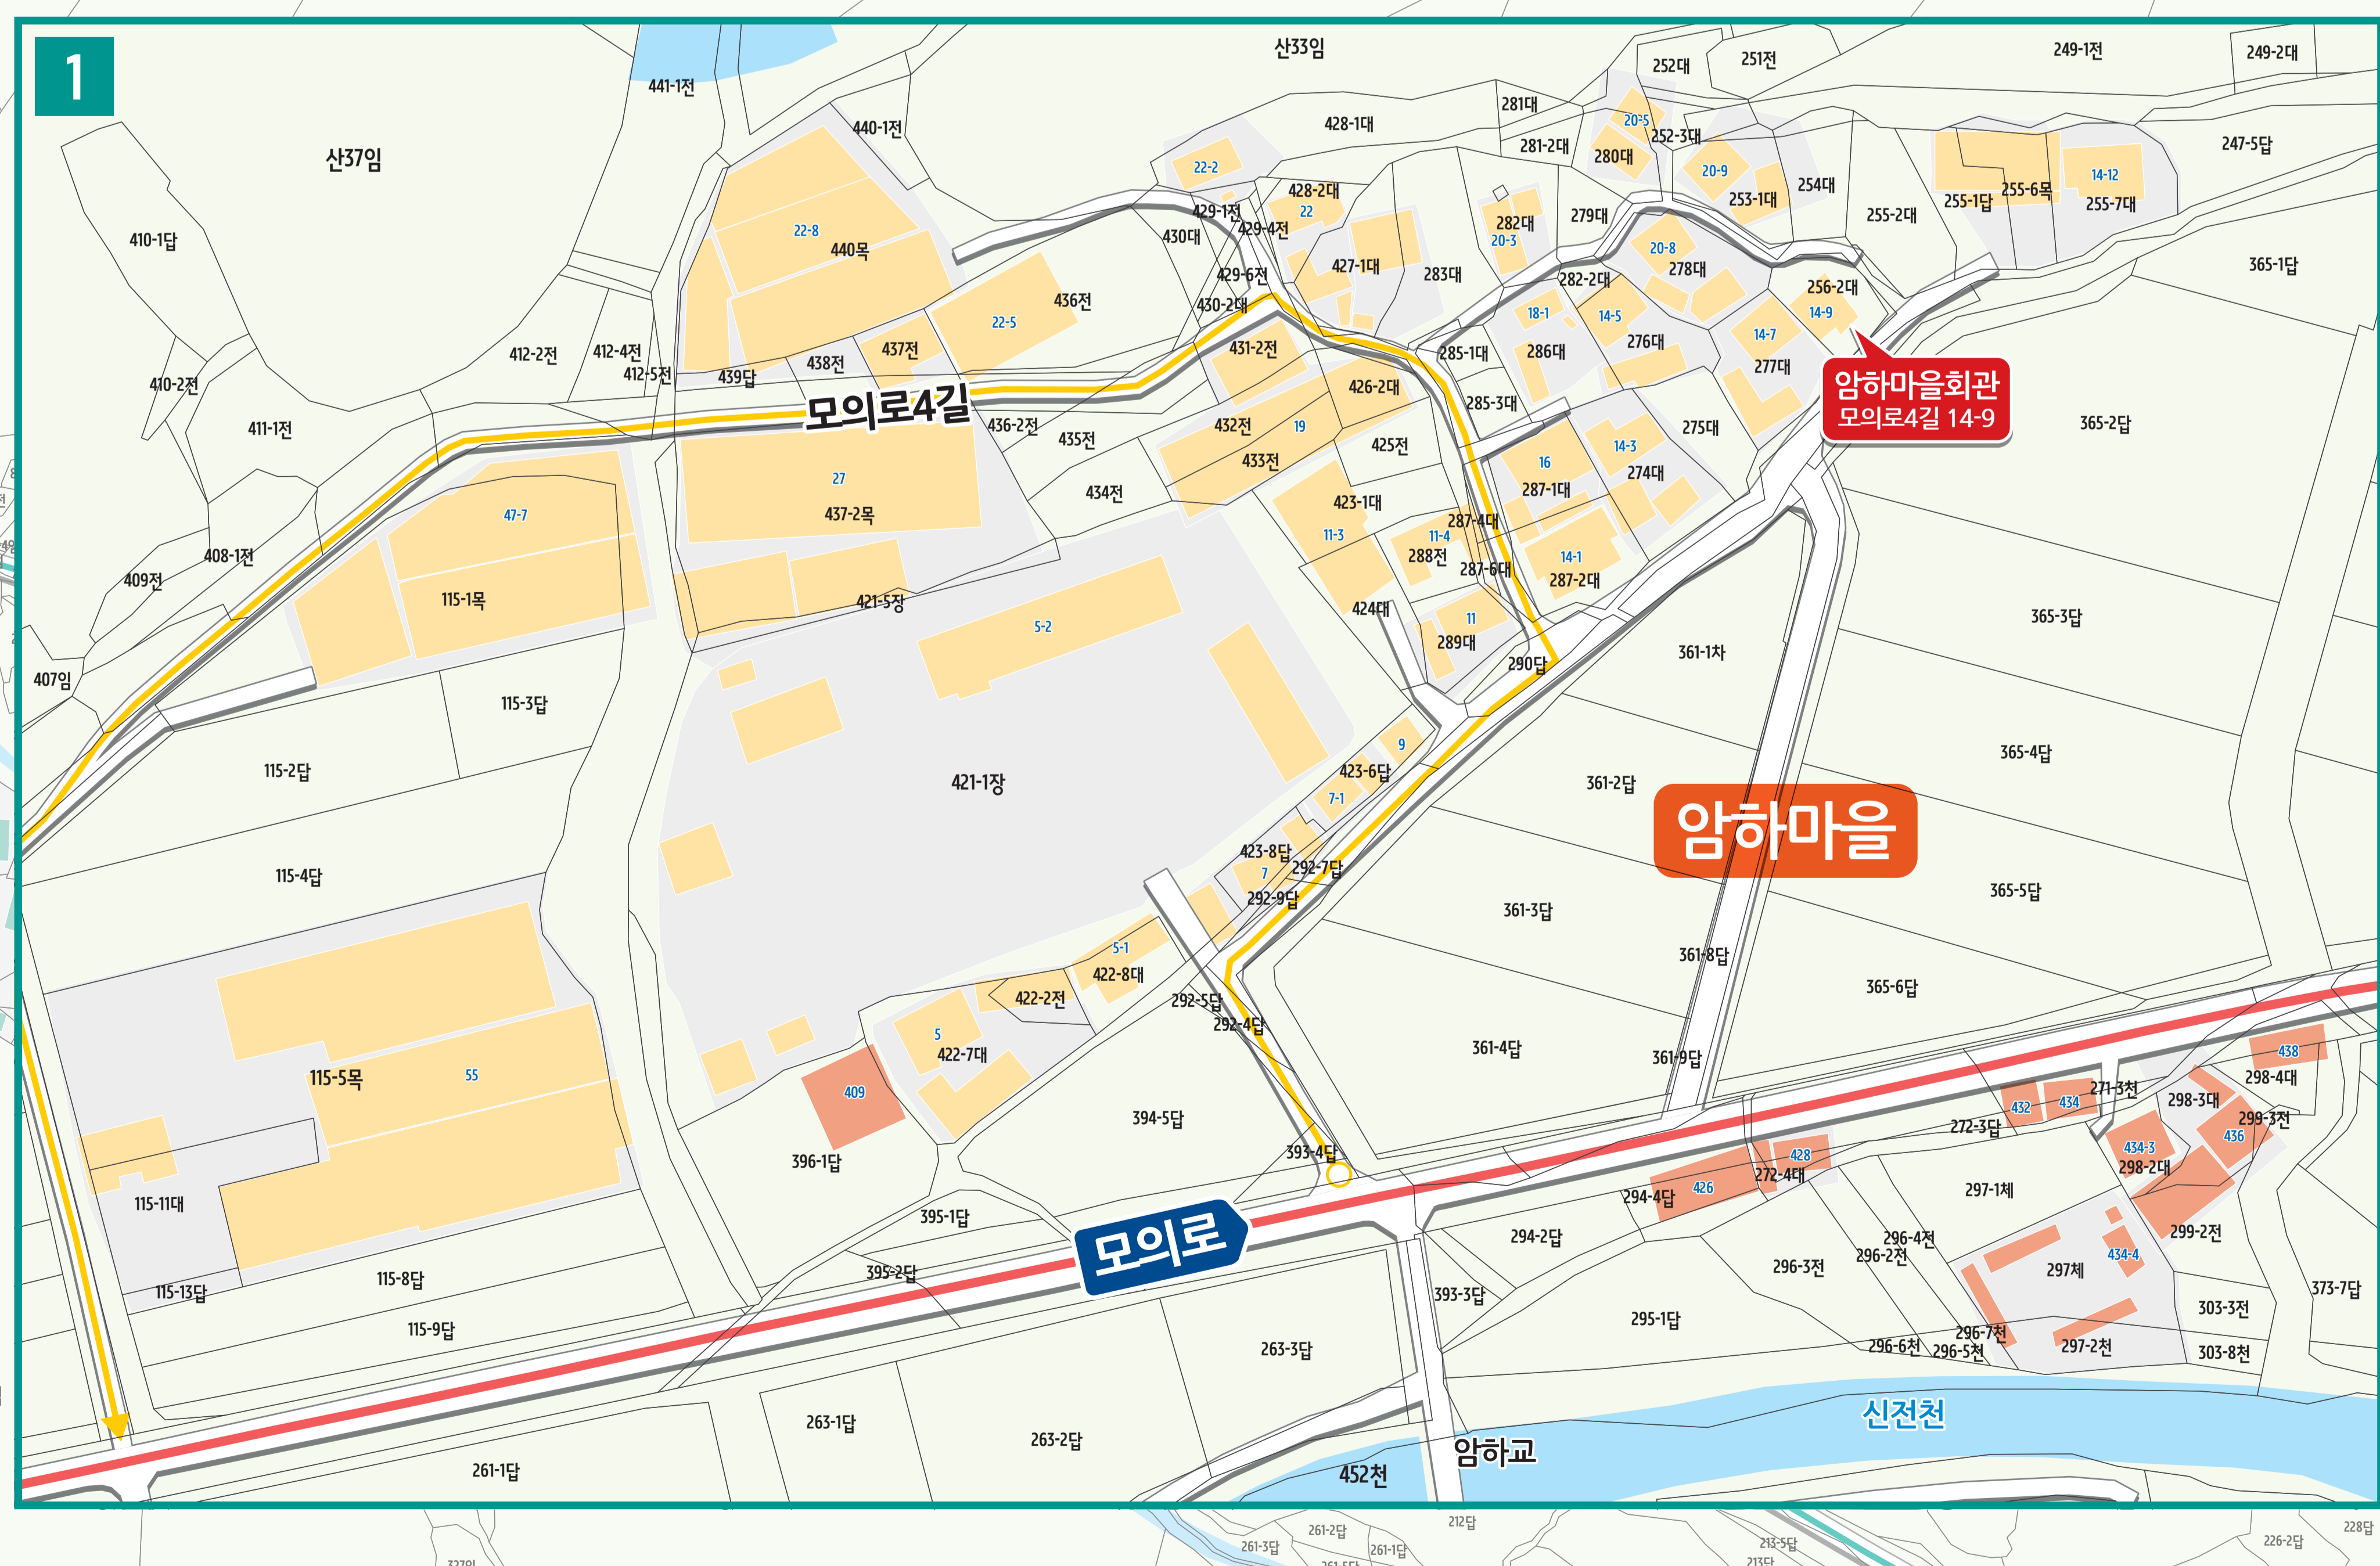 1
산33임
249-1전
249-2대
251전
252대
441-1전
281대
428-1대
440-1전
20-5
252-3대
281-2대
247-5답
280대
산37임
22-2
20-9
14-12
428-2대
254대
253-1대
255-6목
255-1답
255-7대
22
429-1전
279대
255-2대
282대
429-4전
22-8
430대
410-1답
20-3
440목
20-8
427-1대
278대
365-1답
283대
429-6전
282-2대
256-2대
436전
430-2대
18-1
14-9
14-5
22-5
14-7
276대
437전
431-2전
286대
285-1대
412-2전
412-4전
438전
277대
412-5전
439답
410-2전
암하마을회관
모의로4길 14-9
426-2대
285-3대
모의로4길
365-2답
436-2전
432전
19
275대
411-1전
435전
425전
14-3
433전
16
274대
27
434전
287-1대
423-1대
437-2목
47-7
287-4대
11-3
11-4
408-1전
288전
14-1
287-6대
409전
287-2대
115-1목
421-5장
424대
365-3답
11
5-2
289대
361-1차
290답
407임
115-3답
9
365-4답
115-2답
423-6답
421-1장
361-2답
7-1
암하마을
423-8답
292-7답
7
115-4답
365-5답
292-9답
361-3답
5-1
361-8답
422-8대
365-6답
422-2전
292-5답
292-4답
5
361-4답
438
422-7대
361-9답
115-5목
55
298-4대
409
271-3천
298-3대
434
432
394-5답
299-3전
272-3답
436
434-3
393-4답
428
396-1답
298-2대
272-4대
426
297-1체
294-4답
115-11대
395-1답
299-2전
294-2답
296-4전
모의로
296-2전
434-4
296-3전
297체
395-2답
115-8답
373-7답
115-13답
393-3답
303-3전
295-1답
115-9답
296-7천
296-6천
297-2천
263-3답
296-5천
303-8천
신전천
263-1답
263-2답
암하교
261-1답
452천
212답
228답
261-2답
226-2답
213-5답
261-3답
261-1답